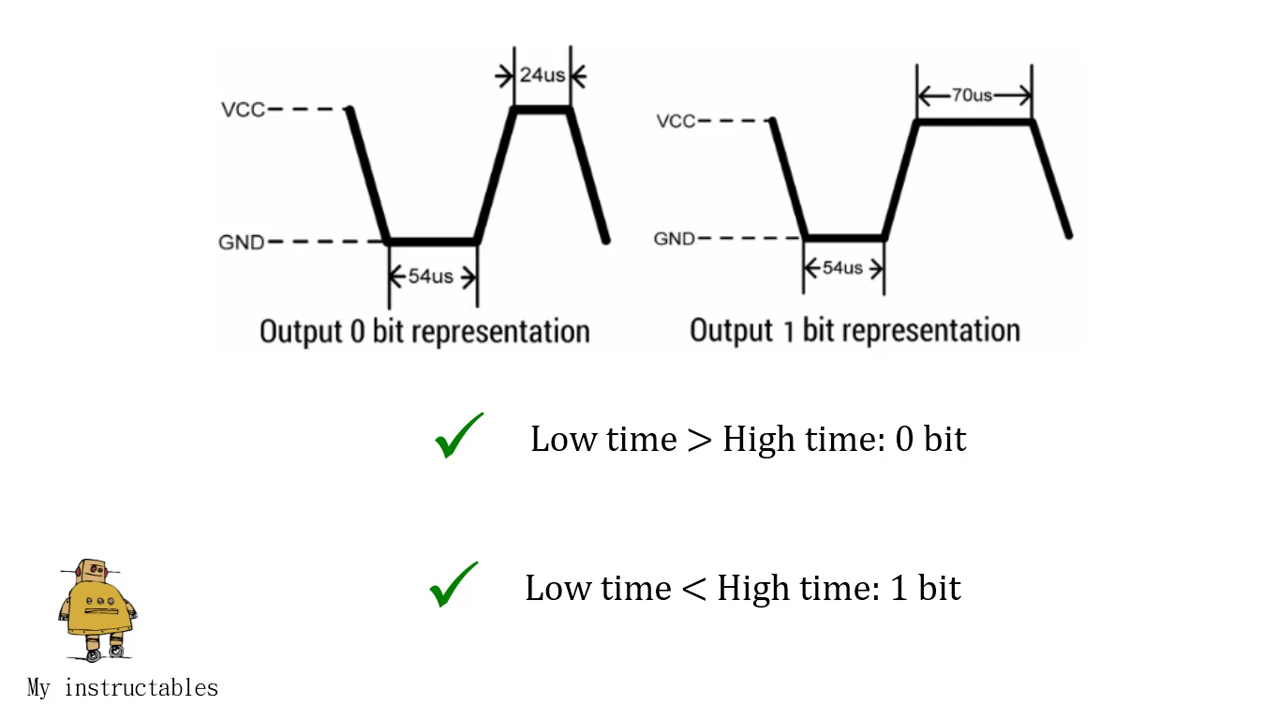 24us
70us
VCC
VCC
GND
GND
54us
54us
Output 0 bit representation
Output 1 bit representation
Low time > High time: 0 bit
Low time < High time: 1 bit
My instructables